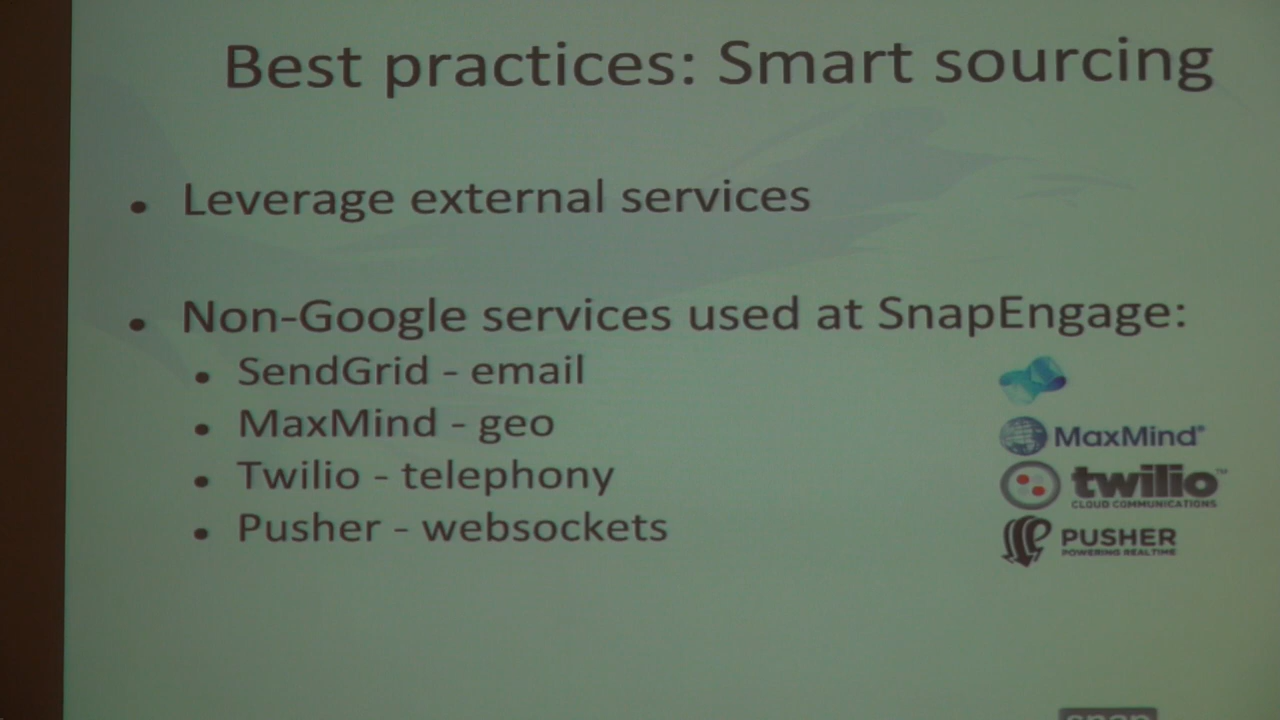 Best practices: Smart sourcing
• Leverage external services
• Non-Google services used at SnapEngage:
• SendGrid - email
• MaxMind - geo
• Twilio - telephony
• Pusher - websockets
MaxMind®
twilio™
CLOUD COMMUNICATIONS
PUSHER
POWERING REALTIME